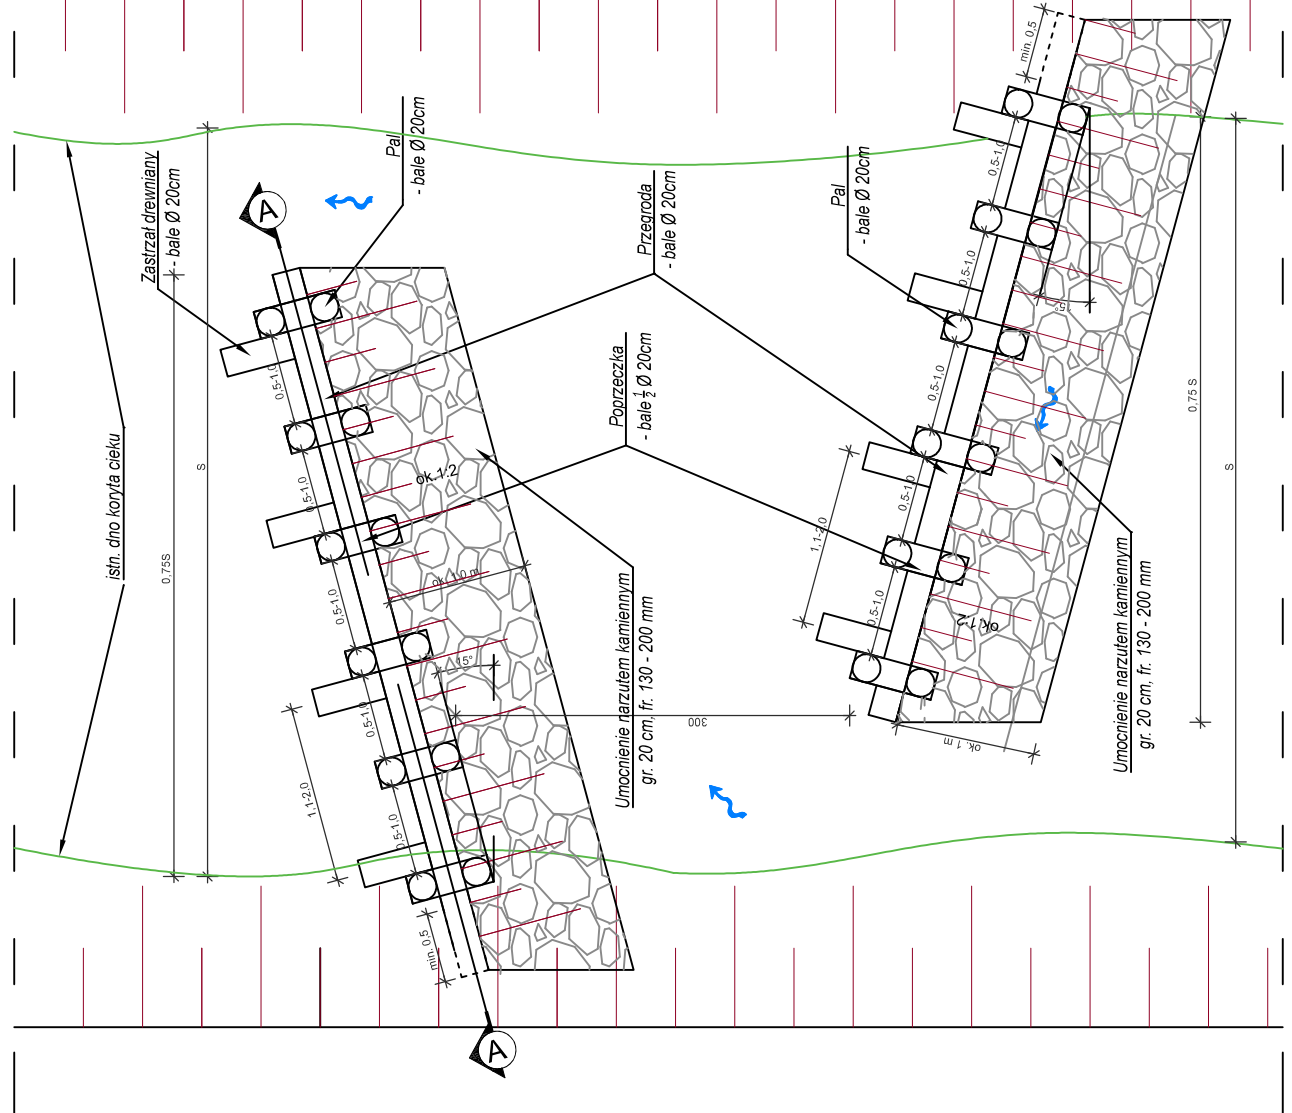 Zastrzał drewniany
- bale Ø 20cm
A
Pal
- bale Ø 20cm
Przegroda
- bale Ø 20cm
Pal
- bale Ø 20cm
Poprzeczka
- bale ½ Ø 20cm
istn. dno koryta cieku
S
0,75S
0,5-1,0
0,5-1,0
0,5-1,0
0,5-1,0
0,5-1,0
1,1-2,0
min. 0,5
ok.1:2
ok. 1,0 m
15°
A
Umocnienie narzutem kamiennym
gr. 20 cm, fr. 130 - 200 mm
300
min. 0,5
0,5-1,0
0,5-1,0
0,5-1,0
0,5-1,0
0,5-1,0
1,1-2,0
15°
ok.1:2
ok. 1 m
Umocnienie narzutem kamiennym
gr. 20 cm, fr. 130 - 200 mm
0,75 S
S